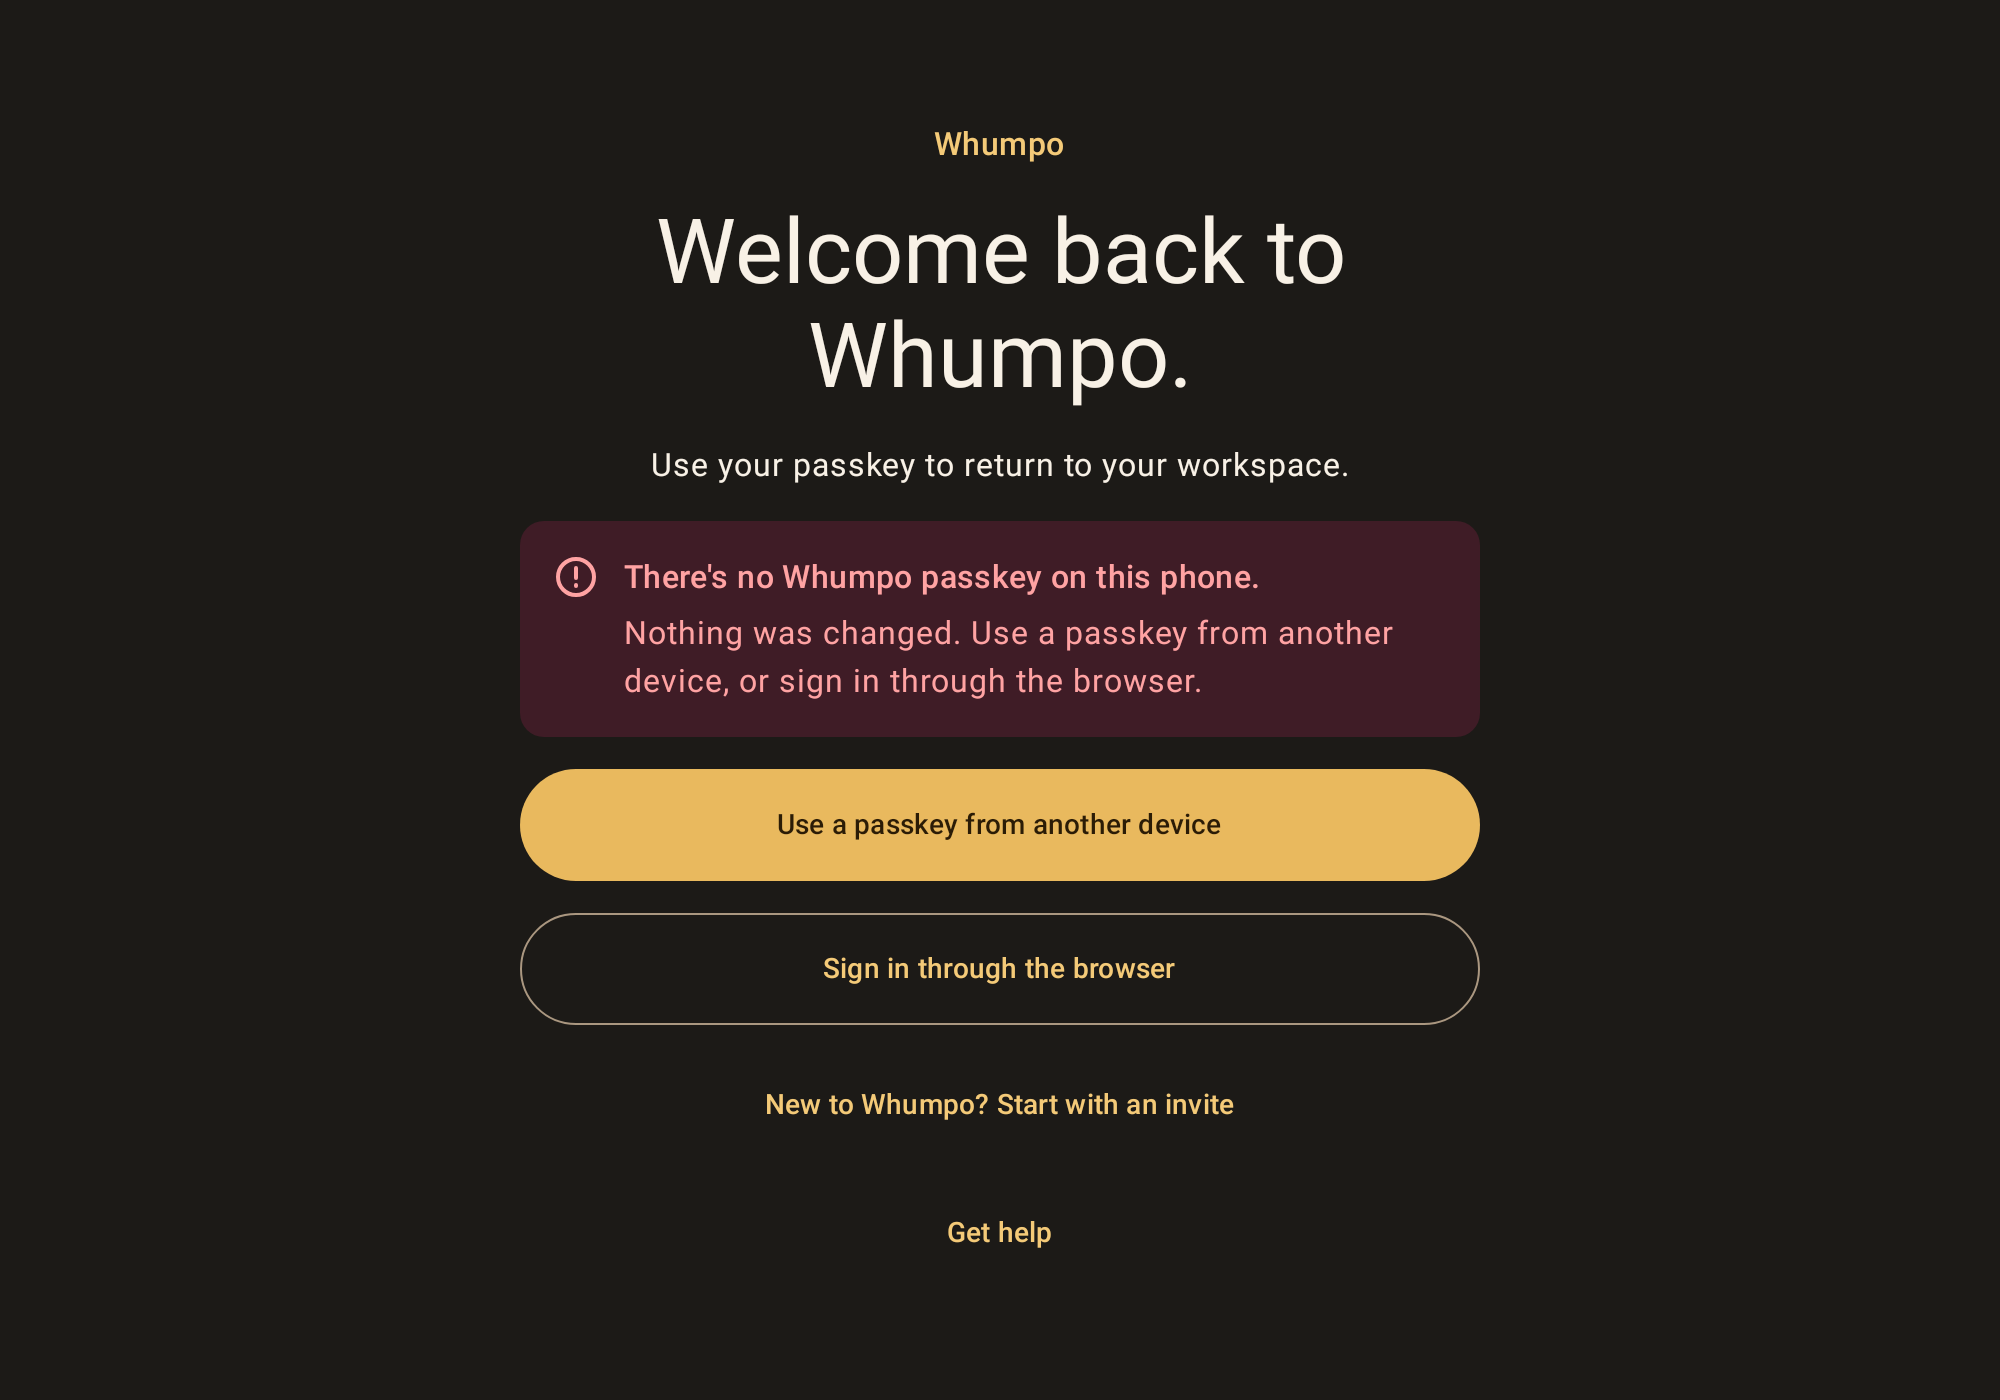 Whumpo
Welcome back to
Whumpo.
Use your passkey to return to your workspace.
There's no Whumpo passkey on this phone.
Nothing was changed. Use a passkey from another
device, or sign in through the browser.
Use a passkey from another device
Sign in through the browser
New to Whumpo? Start with an invite
Get help